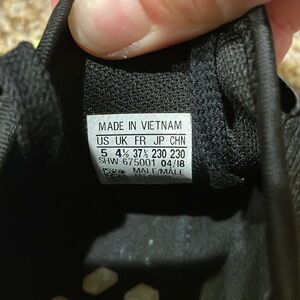 MADE IN VIETNAM
US UK FR JP CHN
5 4½ 37⅓ 230 230
SHW 675001 04/18
MALE/MALE